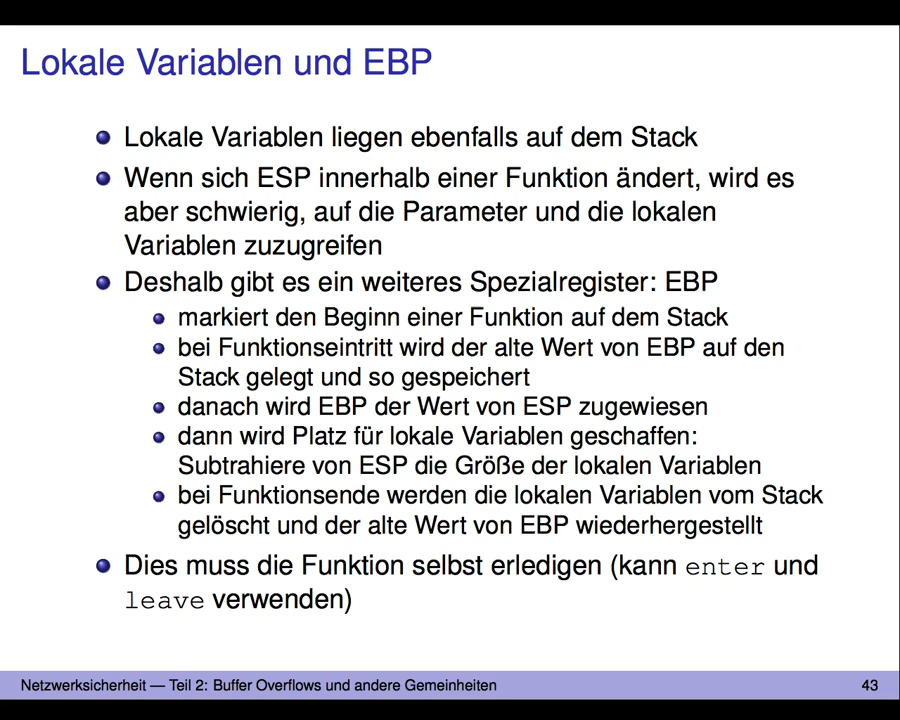 Lokale Variablen und EBP
Lokale Variablen liegen ebenfalls auf dem Stack
Wenn sich ESP innerhalb einer Funktion ändert, wird es
aber schwierig, auf die Parameter und die lokalen
Variablen zuzugreifen
Deshalb gibt es ein weiteres Spezialregister: EBP
markiert den Beginn einer Funktion auf dem Stack
bei Funktionseintritt wird der alte Wert von EBP auf den
Stack gelegt und so gespeichert
danach wird EBP der Wert von ESP zugewiesen
dann wird Platz für lokale Variablen geschaffen:
Subtrahiere von ESP die Größe der lokalen Variablen
bei Funktionsende werden die lokalen Variablen vom Stack
gelöscht und der alte Wert von EBP wiederhergestellt
Dies muss die Funktion selbst erledigen (kann enter und
leave verwenden)
Netzwerksicherheit — Teil 2: Buffer Overflows und andere Gemeinheiten 43